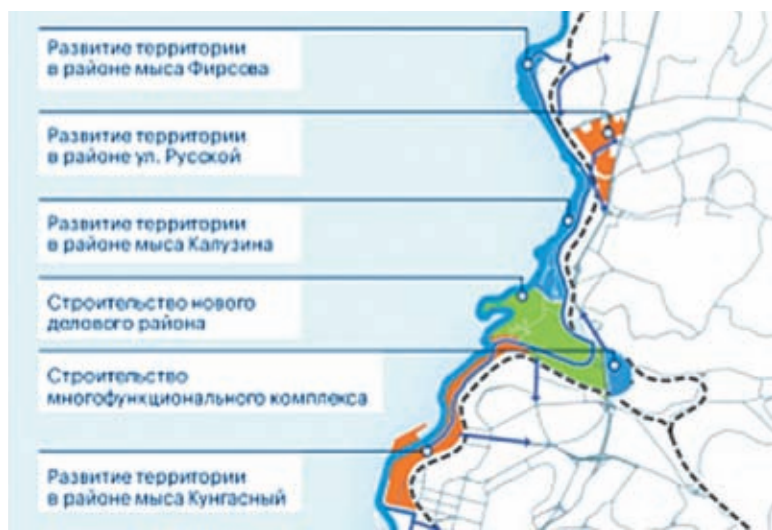 Развитие территории
в районе мыса Фирсова
Развитие территории
в районе ул. Русской
Развитие территории
в районе мыса Калузина
Строительство нового
делового района
Строительство
многофункционального комплекса
Развитие территории
в районе мыса Кунгасный